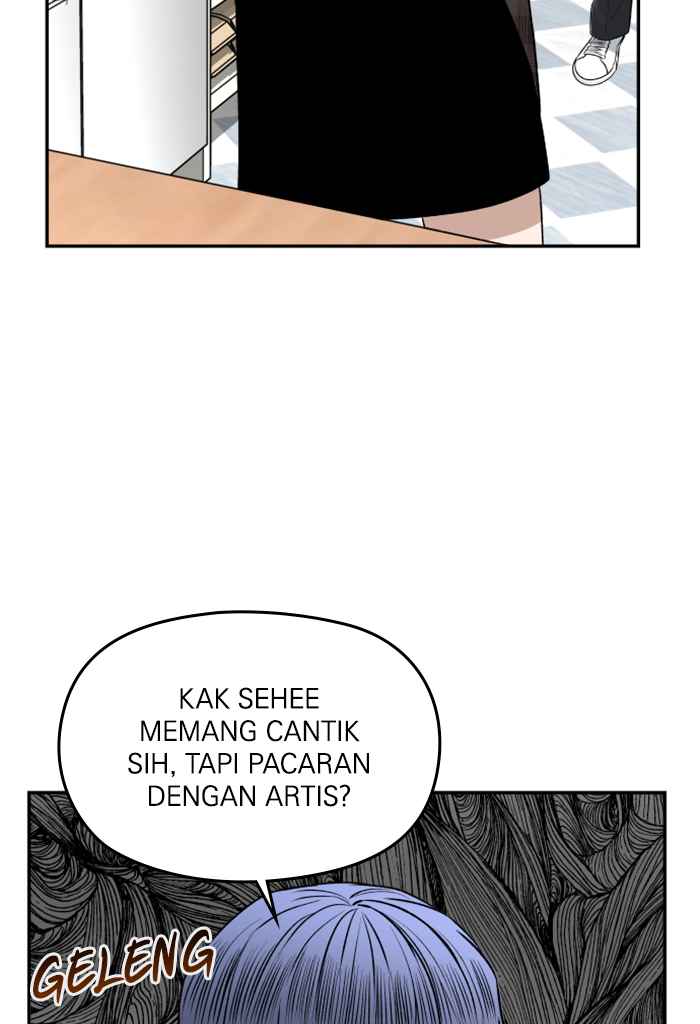 KAK SEHEE
MEMANG CANTIK
SIH, TAPI PACARAN
DENGAN ARTIS?
GELENG